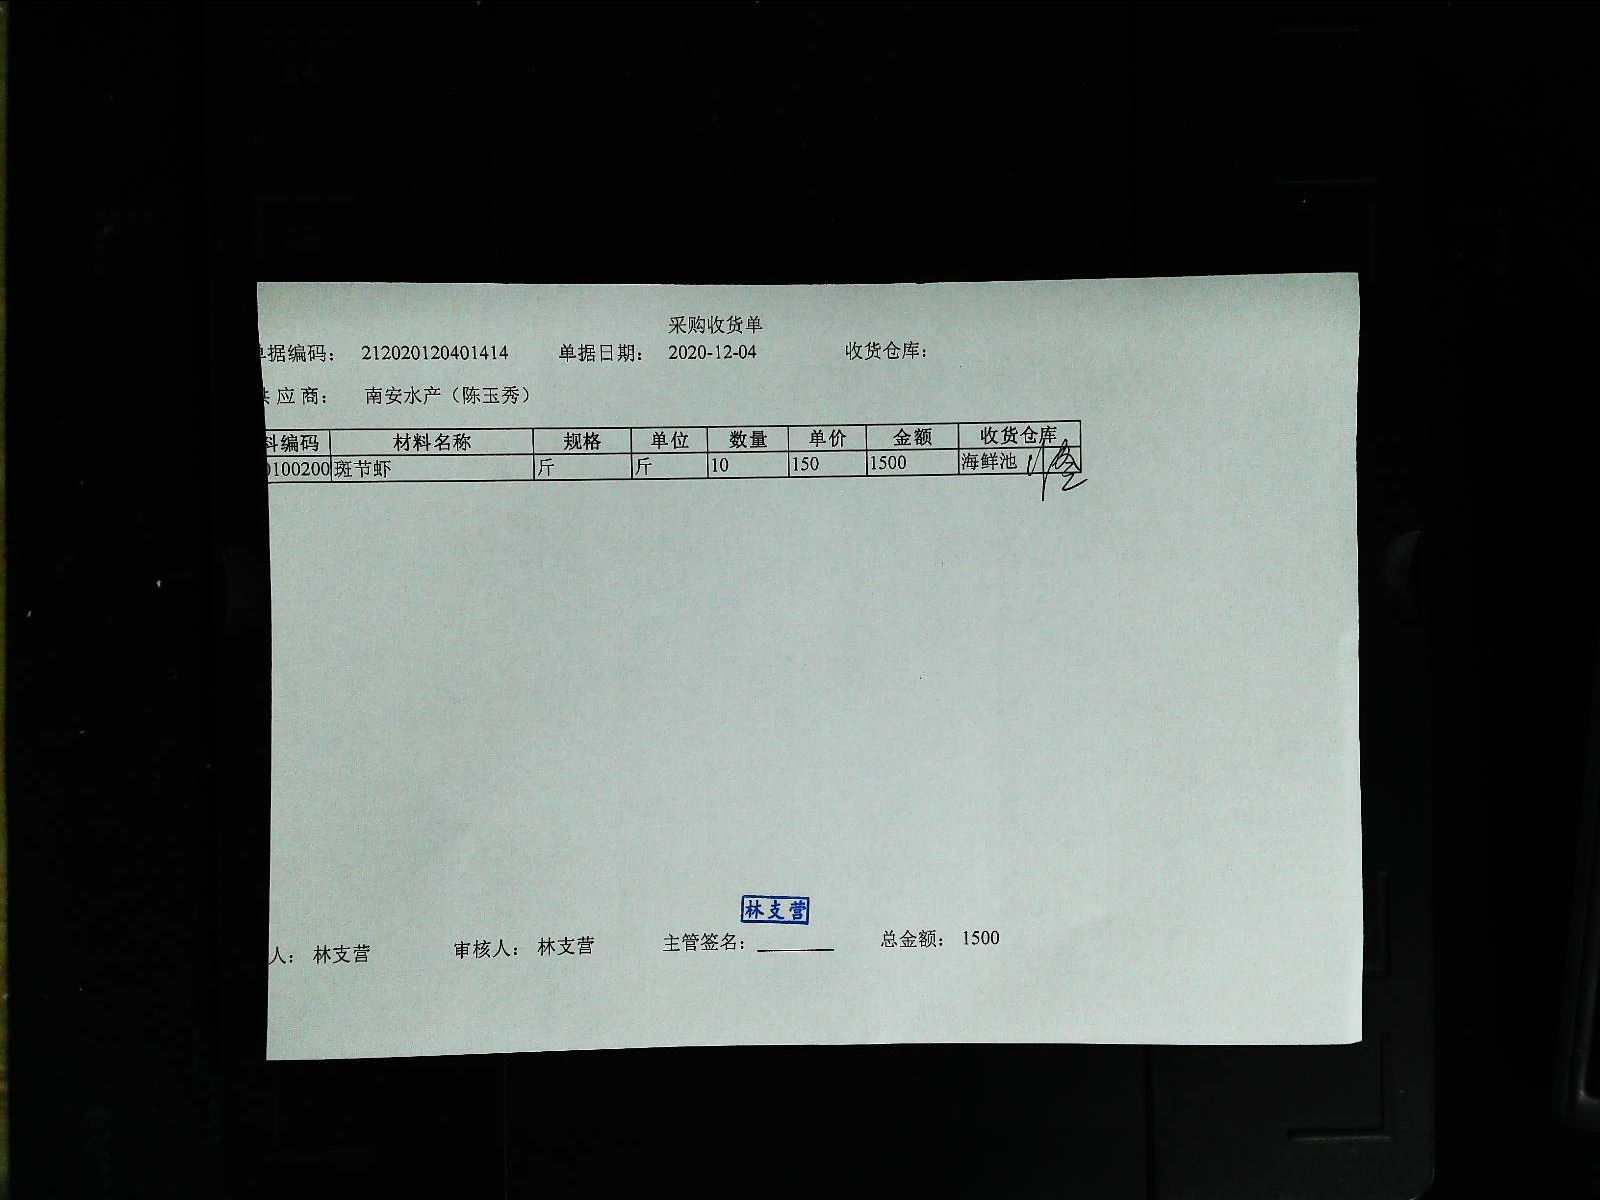 采购收货单
据编码： 212020120401414 单据日期： 2020-12-04 收货仓库：
应商： 南安水产（陈玉秀）
料编码 材料名称 规格 单位 数量 单价 金额 收货仓库
0100200 斑节虾 斤 斤 10 150 1500 海鲜池
林支营
人： 林支营 审核人： 林支营 主管签名： 总金额： 1500